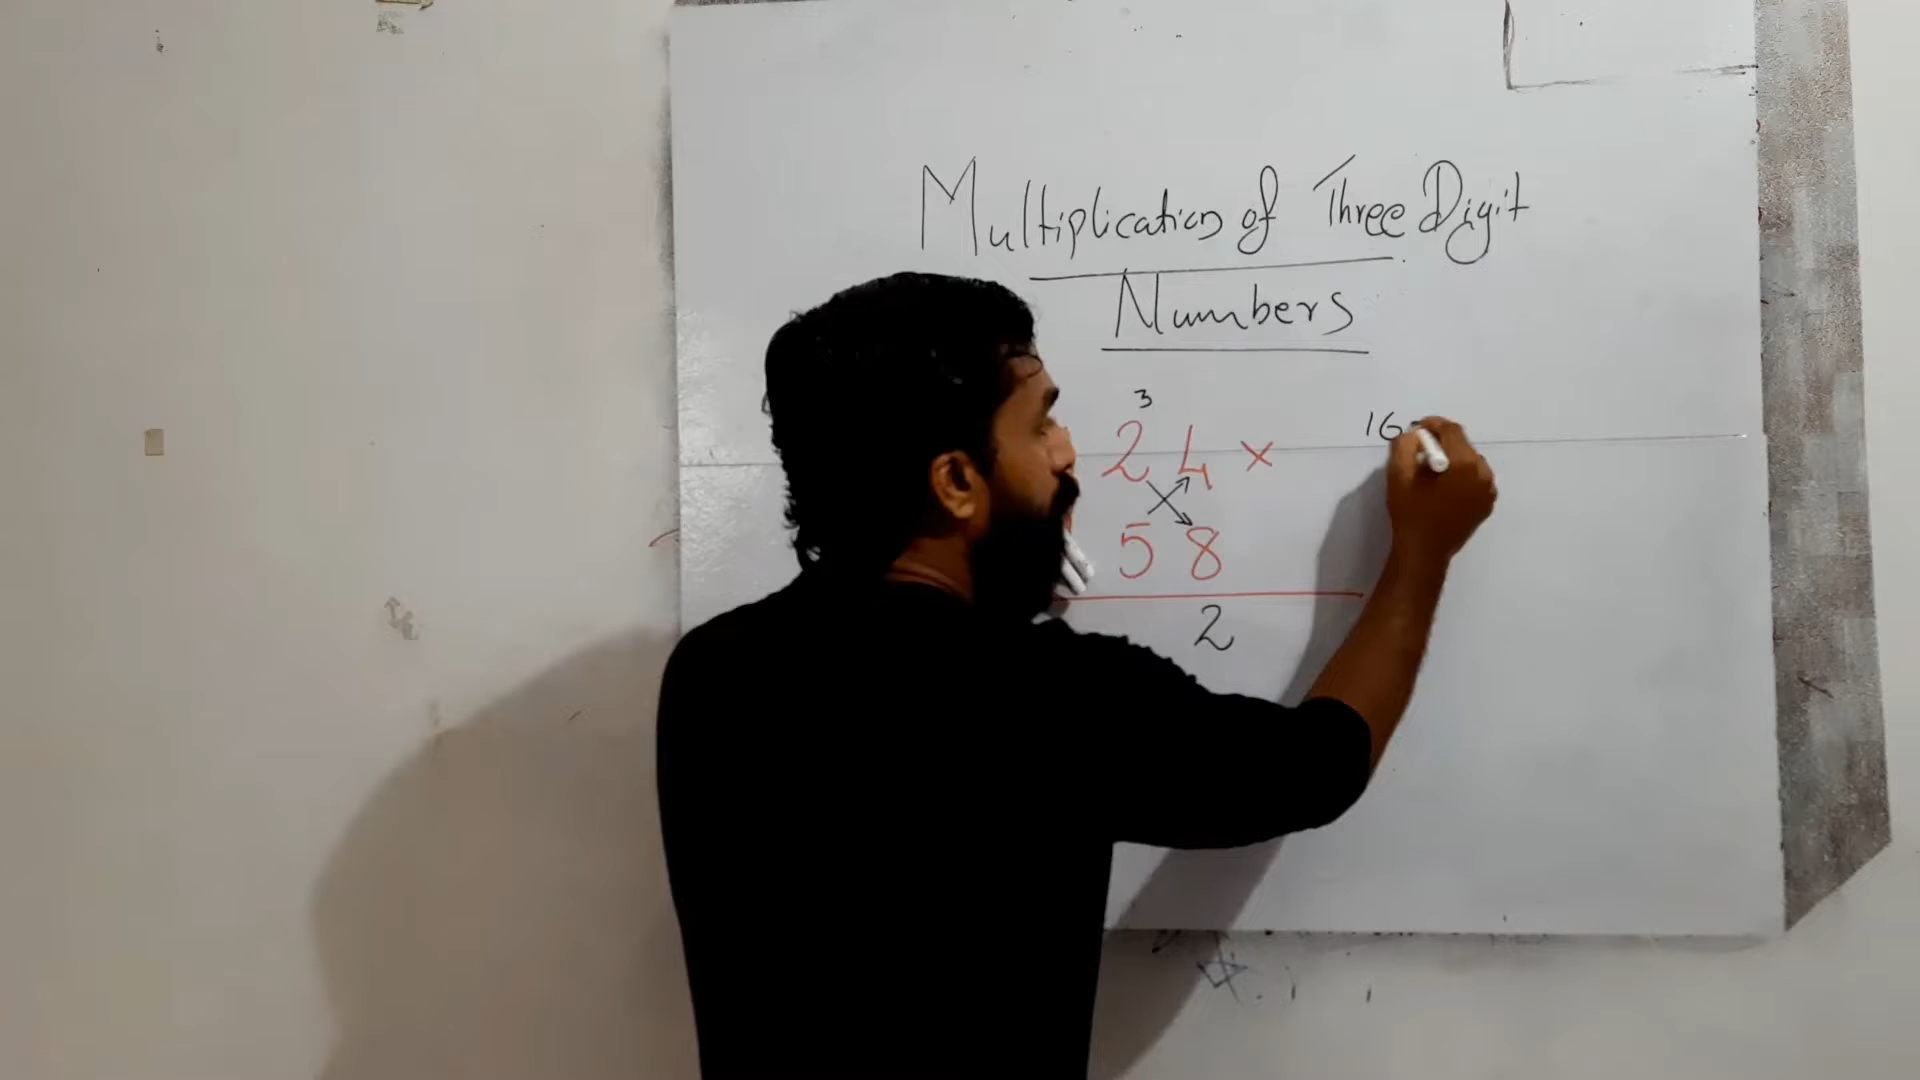 Multiplication of Three Digit
Numbers
3
2 4 ×
16
5 8
2